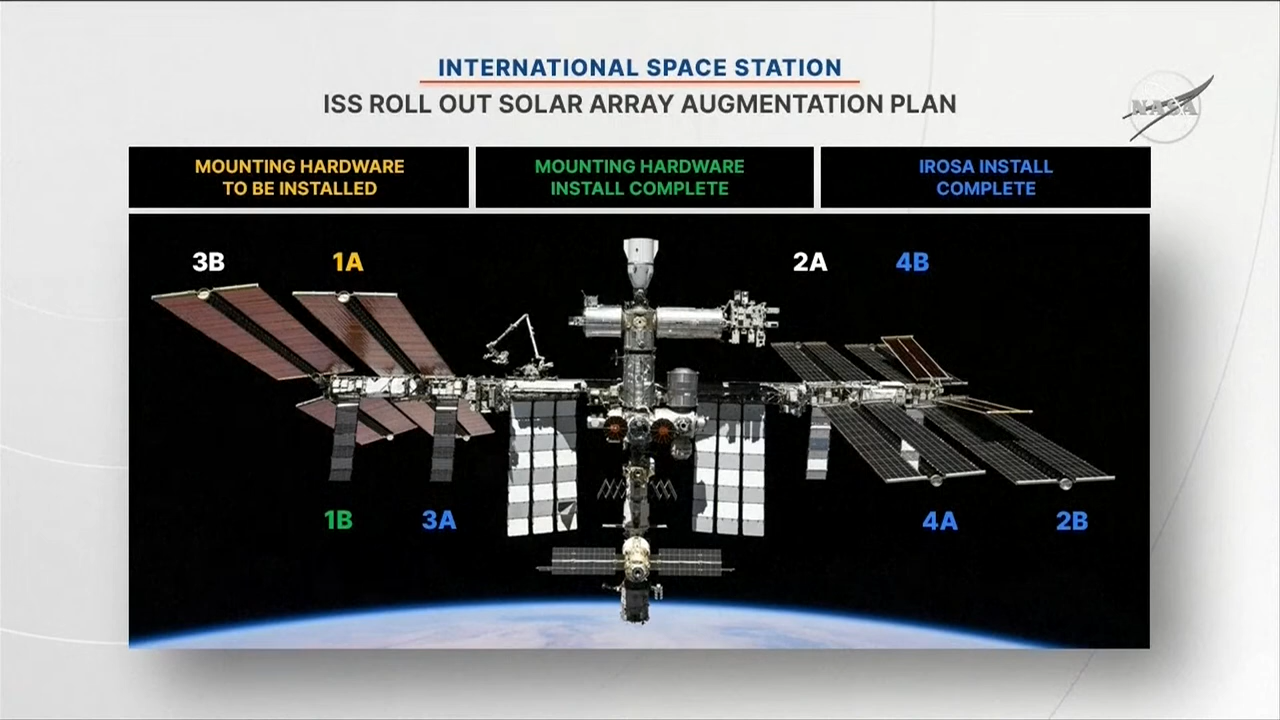 INTERNATIONAL SPACE STATION
ISS ROLL OUT SOLAR ARRAY AUGMENTATION PLAN
NASA
MOUNTING HARDWARE
TO BE INSTALLED
MOUNTING HARDWARE
INSTALL COMPLETE
IROSA INSTALL
COMPLETE
3B 1A 2A 4B
1B 3A 4A 2B